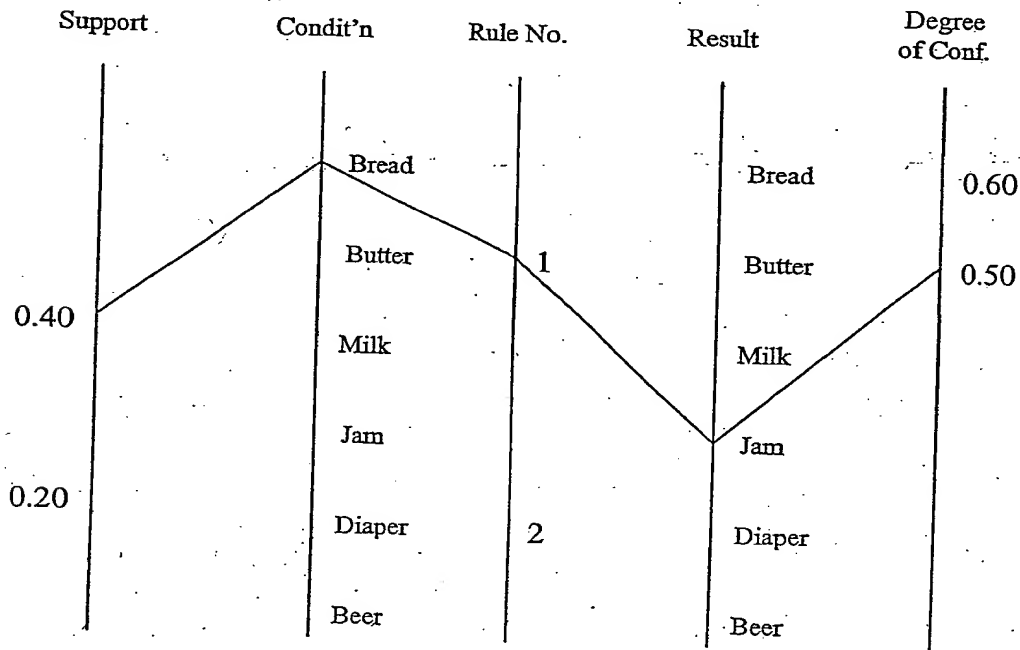 Support
Condit'n
Rule No.
Result
Degree
of Conf.
Bread
Butter
Milk
Jam
Diaper
Beer
0.40
0.20
1
2
Bread
Butter
Milk
Jam
Diaper
Beer
0.60
0.50